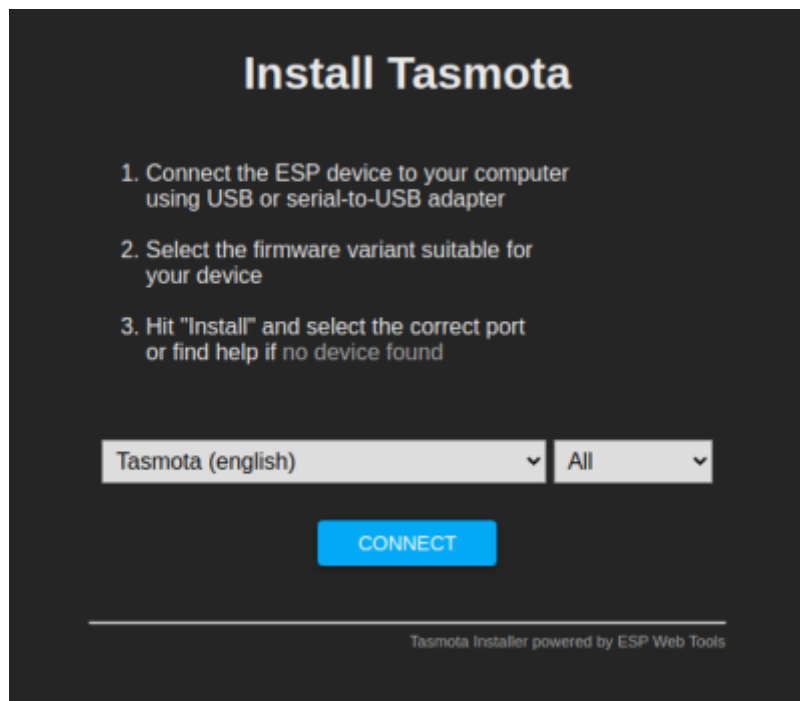 Install Tasmota
1. Connect the ESP device to your computer
using USB or serial-to-USB adapter
2. Select the firmware variant suitable for
your device
3. Hit "Install" and select the correct port
or find help if no device found
Tasmota (english) All
CONNECT
Tasmota Installer powered by ESP Web Tools